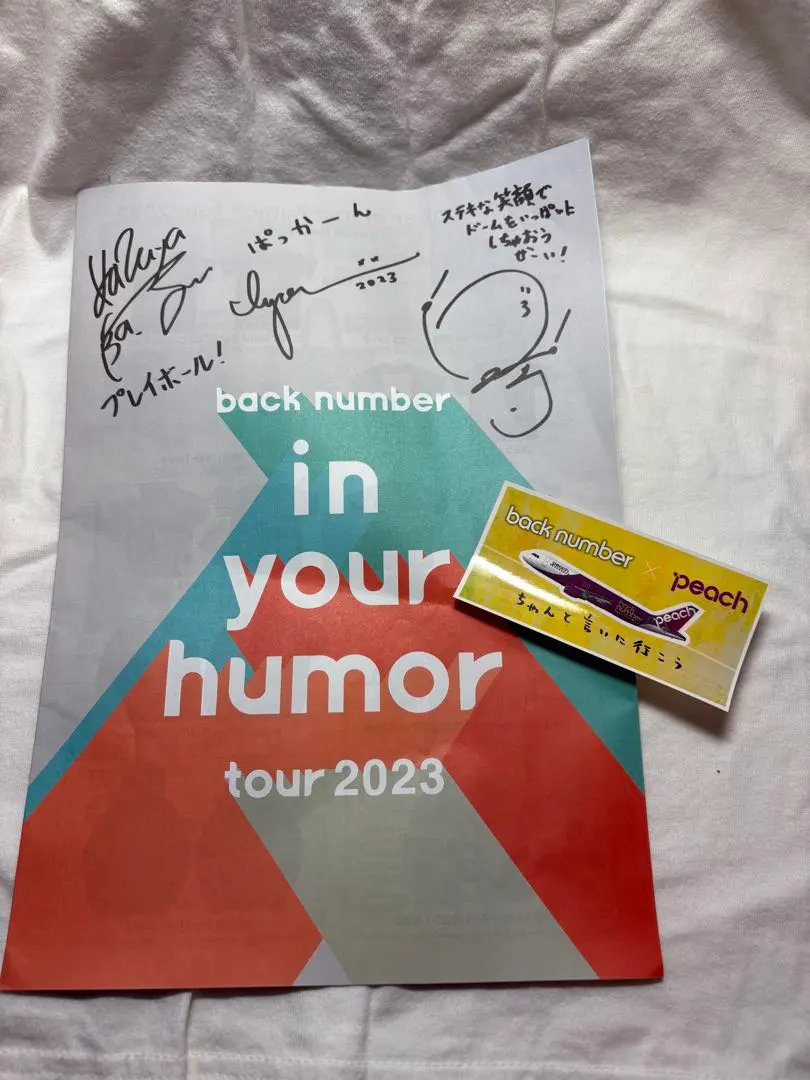 ぱっかーん
2023
プレイボール!
ステキな笑顔で
ドームをいっぱいに
しちゃおう
ぜーい!
back number
in
your
humor
tour 2023
back number × peach
peach
ちゃんと言いに行こう